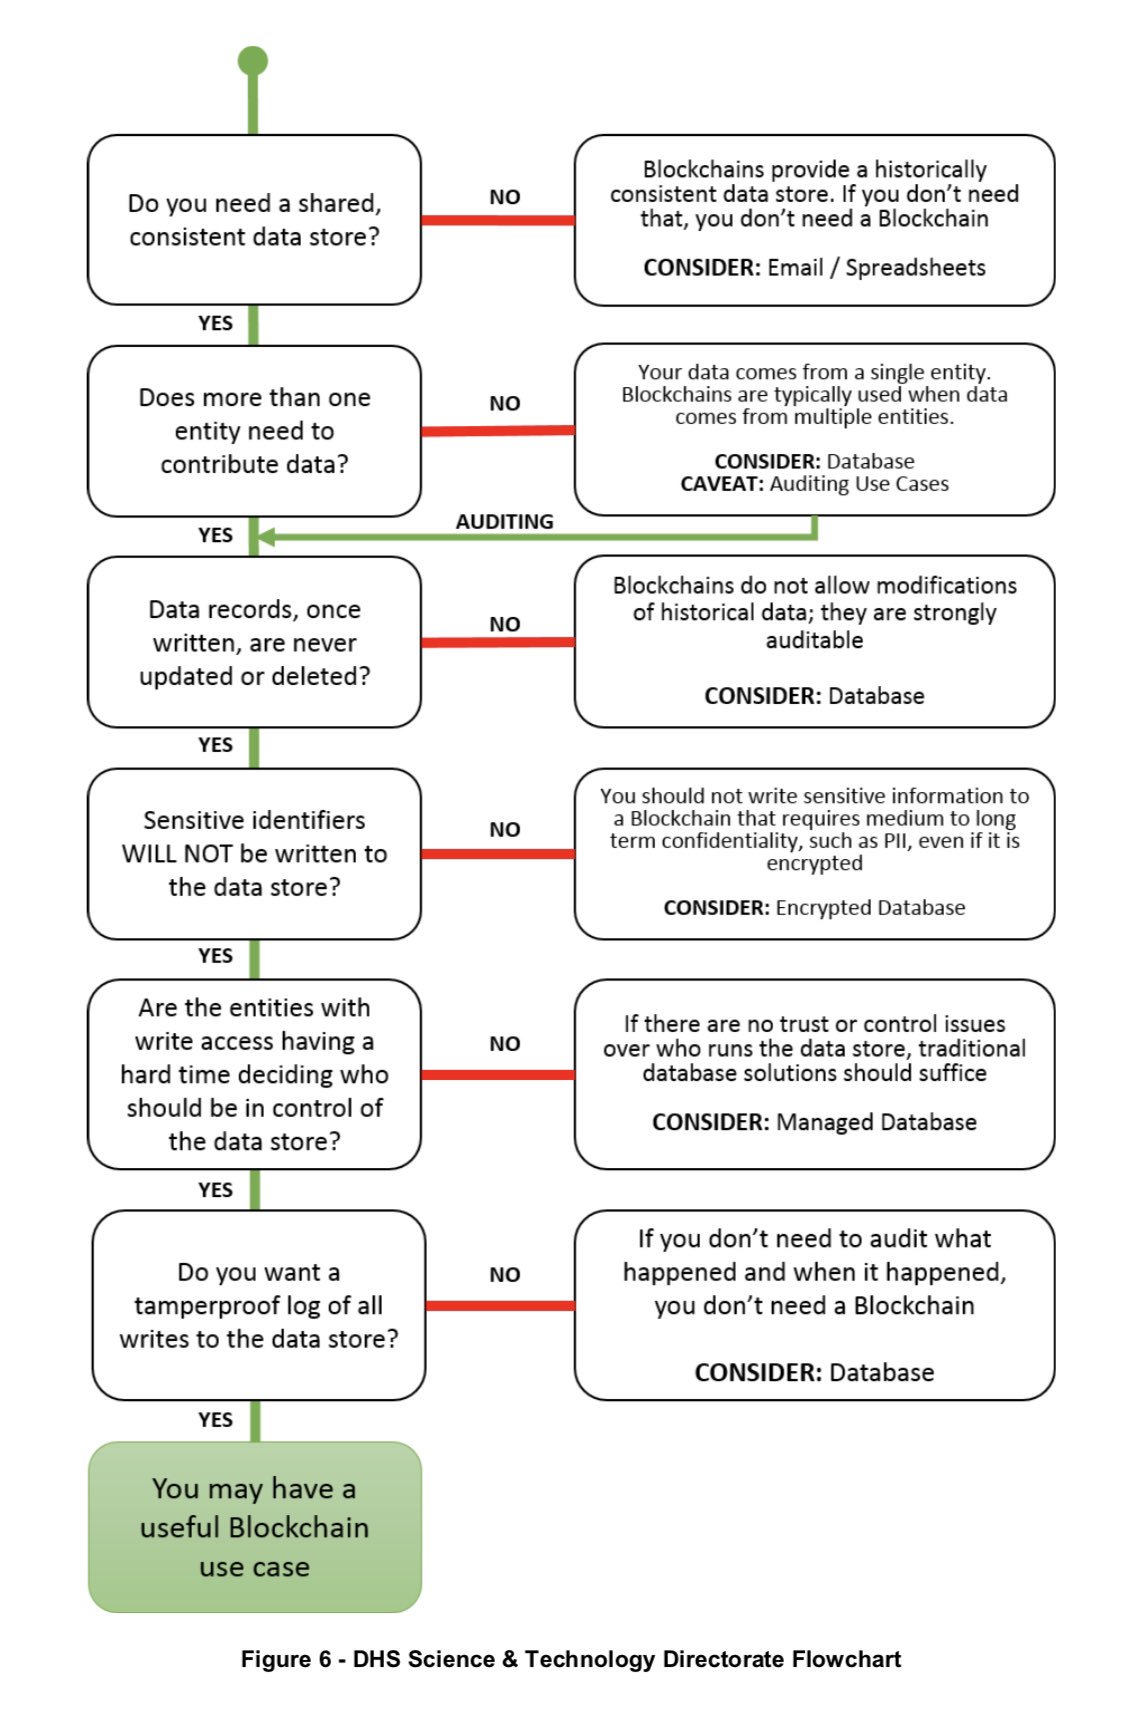 Do you need a shared,
consistent data store?
NO
Blockchains provide a historically
consistent data store. If you don’t need
that, you don’t need a Blockchain
CONSIDER: Email / Spreadsheets
YES
Does more than one
entity need to
contribute data?
NO
Your data comes from a single entity.
Blockchains are typically used when data
comes from multiple entities.
CONSIDER: Database
CAVEAT: Auditing Use Cases
AUDITING
YES
Data records, once
written, are never
updated or deleted?
NO
Blockchains do not allow modifications
of historical data; they are strongly
auditable
CONSIDER: Database
YES
Sensitive identifiers
WILL NOT be written to
the data store?
NO
You should not write sensitive information to
a Blockchain that requires medium to long
term confidentiality, such as PII, even if it is
encrypted
CONSIDER: Encrypted Database
YES
Are the entities with
write access having a
hard time deciding who
should be in control of
the data store?
NO
If there are no trust or control issues
over who runs the data store, traditional
database solutions should suffice
CONSIDER: Managed Database
YES
Do you want a
tamperproof log of all
writes to the data store?
NO
If you don’t need to audit what
happened and when it happened,
you don’t need a Blockchain
CONSIDER: Database
YES
You may have a
useful Blockchain
use case
Figure 6 - DHS Science & Technology Directorate Flowchart